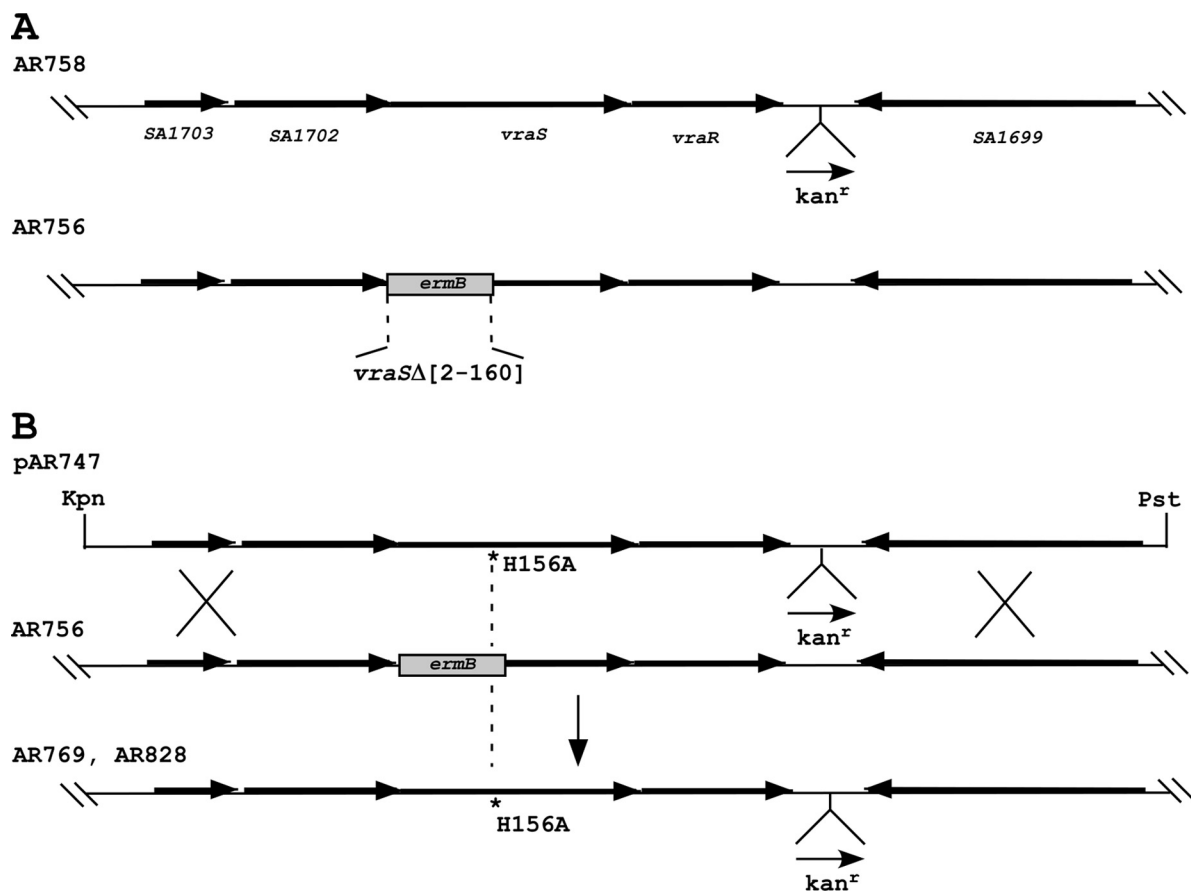 A
AR758
SA1703 SA1702 vraS vraR SA1699
kanʳ
AR756
ermB
vraSΔ[2-160]
B
pAR747
Kpn Pst
*H156A
kanʳ
AR756
ermB
AR769, AR828
*H156A
kanʳ